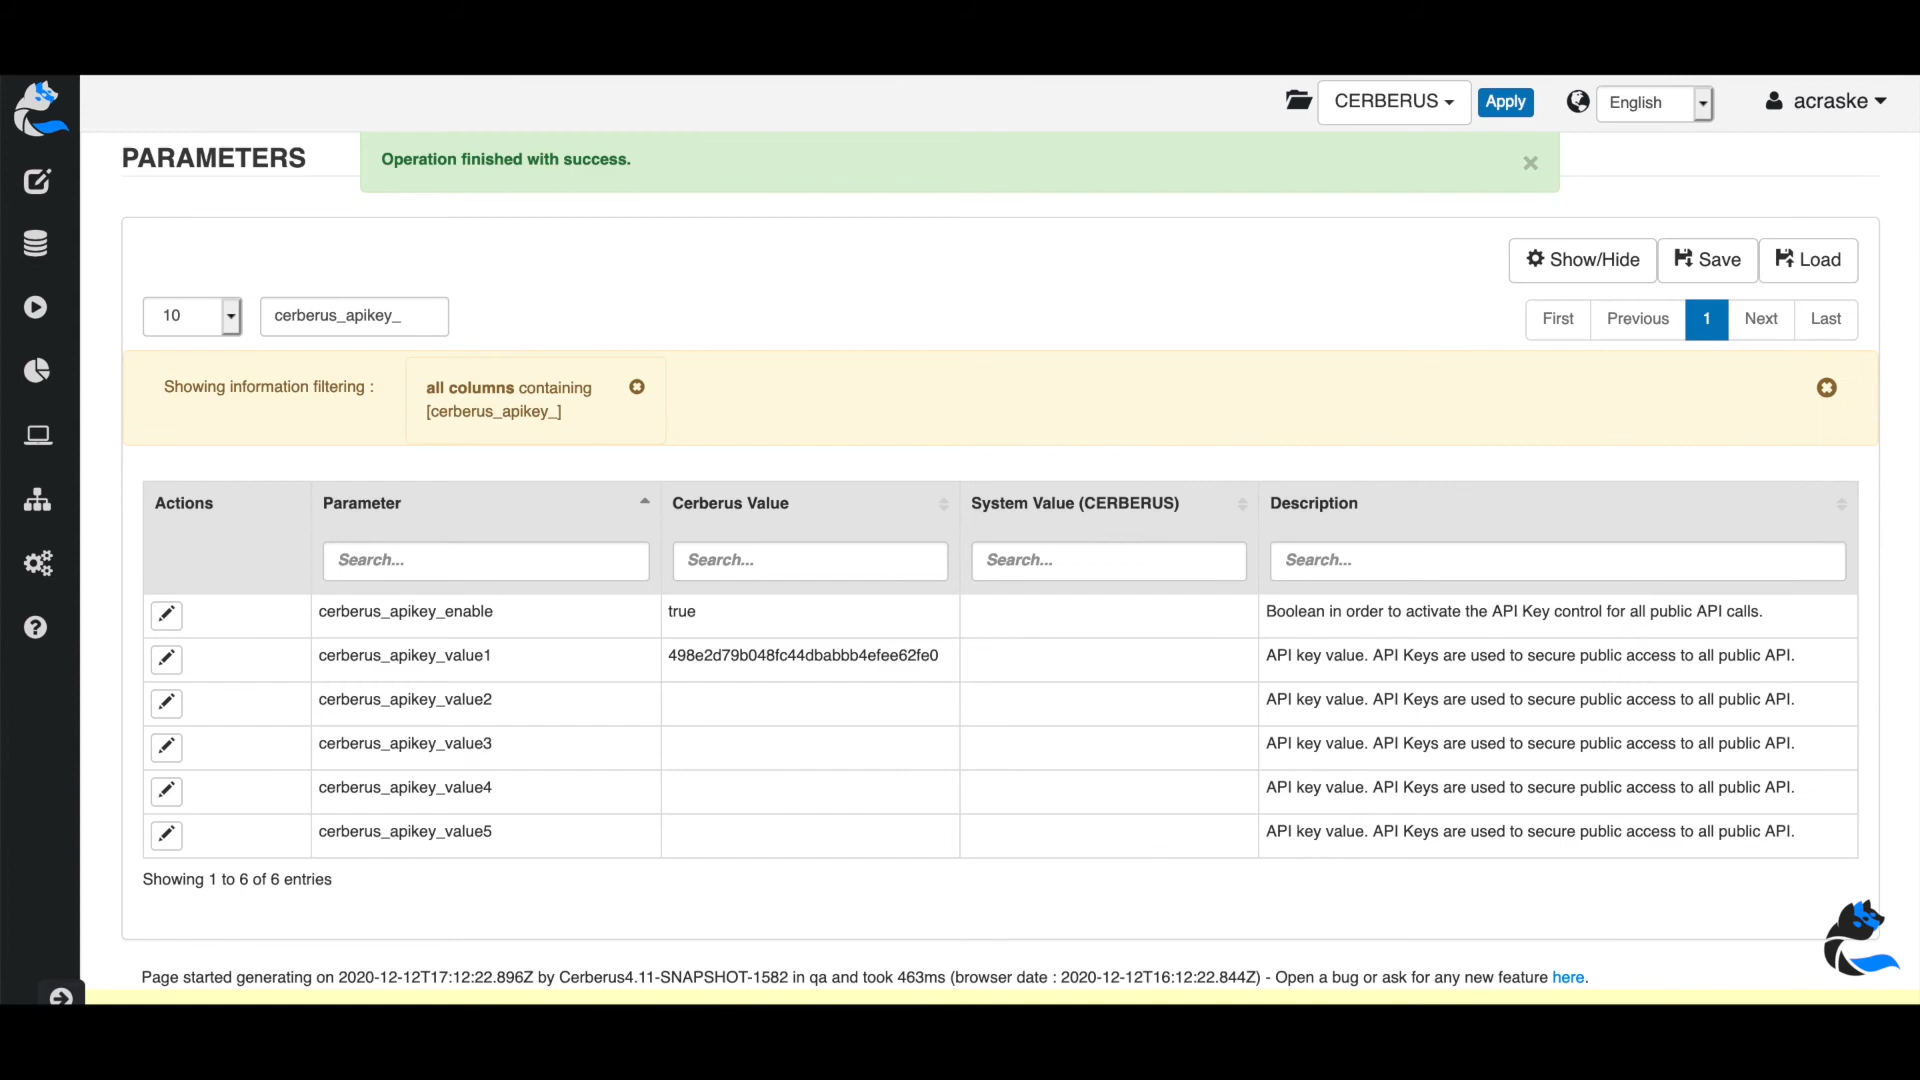 CERBERUS Apply English acraske
PARAMETERS
Operation finished with success.
Show/Hide Save Load
10 cerberus_apikey_
First Previous 1 Next Last
Showing information filtering :
all columns containing
[cerberus_apikey_]
Actions Parameter Cerberus Value System Value (CERBERUS) Description
Search... Search... Search... Search...
cerberus_apikey_enable true Boolean in order to activate the API Key control for all public API calls.
cerberus_apikey_value1 498e2d79b048fc44dbabbb4efee62fe0 API key value. API Keys are used to secure public access to all public API.
cerberus_apikey_value2 API key value. API Keys are used to secure public access to all public API.
cerberus_apikey_value3 API key value. API Keys are used to secure public access to all public API.
cerberus_apikey_value4 API key value. API Keys are used to secure public access to all public API.
cerberus_apikey_value5 API key value. API Keys are used to secure public access to all public API.
Showing 1 to 6 of 6 entries
Page started generating on 2020-12-12T17:12:22.896Z by Cerberus4.11-SNAPSHOT-1582 in qa and took 463ms (browser date : 2020-12-12T16:12:22.844Z) - Open a bug or ask for any new feature here.